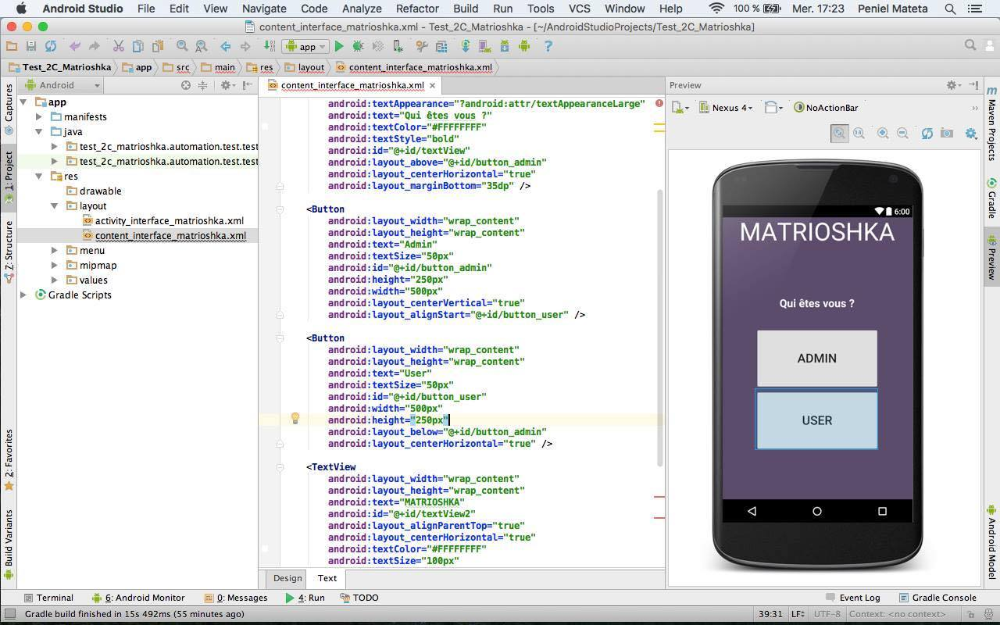 Android Studio File Edit View Navigate Code Analyze Refactor Build Run Tools VCS Window Help 100 % Mer. 17:23 Peniel Mateta
content_interface_matrioshka.xml - Test_2C_Matrioshka - [~/AndroidStudioProjects/Test_2C_Matrioshka]
app
Test_2C_Matrioshka app src main res layout content_interface_matrioshka.xml
Captures
1: Project
Z: Structure
2: Favorites
Build Variants
Android
app
manifests
java
test_2c_matrioshka.automation.test.test
test_2c_matrioshka.automation.test.test
res
drawable
layout
activity_interface_matrioshka.xml
content_interface_matrioshka.xml
menu
mipmap
values
Gradle Scripts
content_interface_matrioshka.xml
android:textAppearance="?android:attr/textAppearanceLarge"
android:text="Qui êtes vous ?"
android:textColor="#FFFFFFFF"
android:textStyle="bold"
android:id="@+id/textView"
android:layout_above="@+id/button_admin"
android:layout_centerHorizontal="true"
android:layout_marginBottom="35dp" />
<Button
android:layout_width="wrap_content"
android:layout_height="wrap_content"
android:text="Admin"
android:textSize="50px"
android:id="@+id/button_admin"
android:height="250px"
android:width="500px"
android:layout_centerVertical="true"
android:layout_alignStart="@+id/button_user" />
<Button
android:layout_width="wrap_content"
android:layout_height="wrap_content"
android:text="User"
android:textSize="50px"
android:id="@+id/button_user"
android:width="500px"
android:height="250px"
android:layout_below="@+id/button_admin"
android:layout_centerHorizontal="true" />
<TextView
android:layout_width="wrap_content"
android:layout_height="wrap_content"
android:text="MATRIOSHKA"
android:id="@+id/textView2"
android:layout_alignParentTop="true"
android:layout_centerHorizontal="true"
android:textColor="#FFFFFFFF"
android:textSize="100px"
Design Text
Preview
Nexus 4 NoActionBar
6:00
MATRIOSHKA
Qui êtes vous ?
ADMIN
USER
Maven Projects
Gradle
Preview
Android Model
Terminal 6: Android Monitor 0: Messages 4: Run TODO Event Log Gradle Console
Gradle build finished in 15s 492ms (55 minutes ago) 39:31 LF UTF-8 Context: <no context>